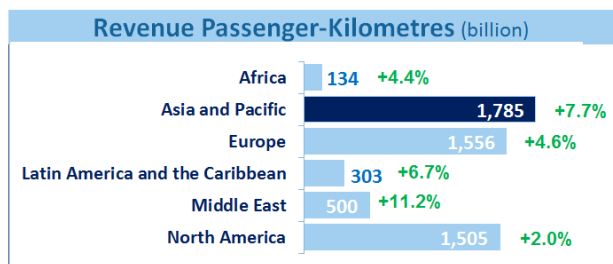 Revenue Passenger-Kilometres (billion)
Africa 134 +4.4%
Asia and Pacific 1,785 +7.7%
Europe 1,556 +4.6%
Latin America and the Caribbean 303 +6.7%
Middle East 500 +11.2%
North America 1,505 +2.0%